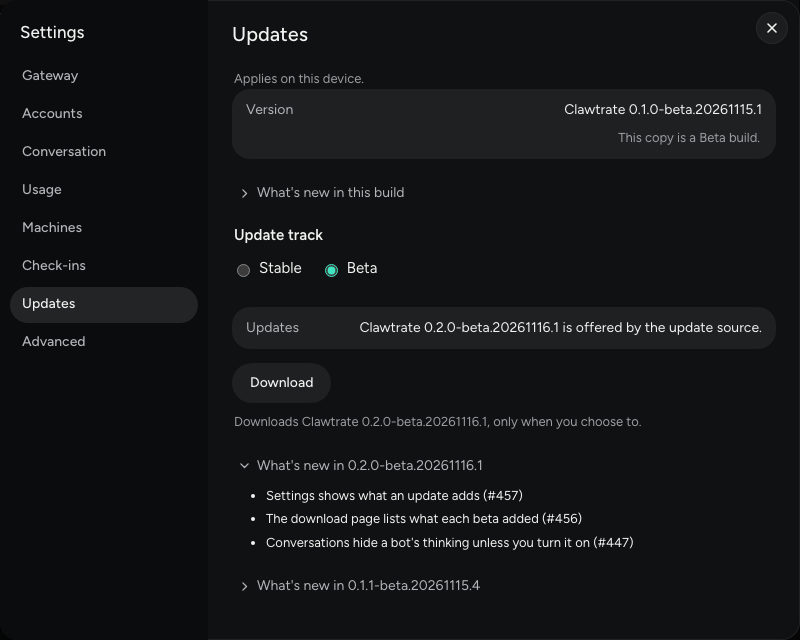 Settings
Gateway
Accounts
Conversation
Usage
Machines
Check-ins
Updates
Advanced
Updates
Applies on this device.
Version Clawtrate 0.1.0-beta.20261115.1
This copy is a Beta build.
What's new in this build
Update track
Stable Beta
Updates Clawtrate 0.2.0-beta.20261116.1 is offered by the update source.
Download
Downloads Clawtrate 0.2.0-beta.20261116.1, only when you choose to.
What's new in 0.2.0-beta.20261116.1
• Settings shows what an update adds (#457)
• The download page lists what each beta added (#456)
• Conversations hide a bot's thinking unless you turn it on (#447)
What's new in 0.1.1-beta.20261115.4